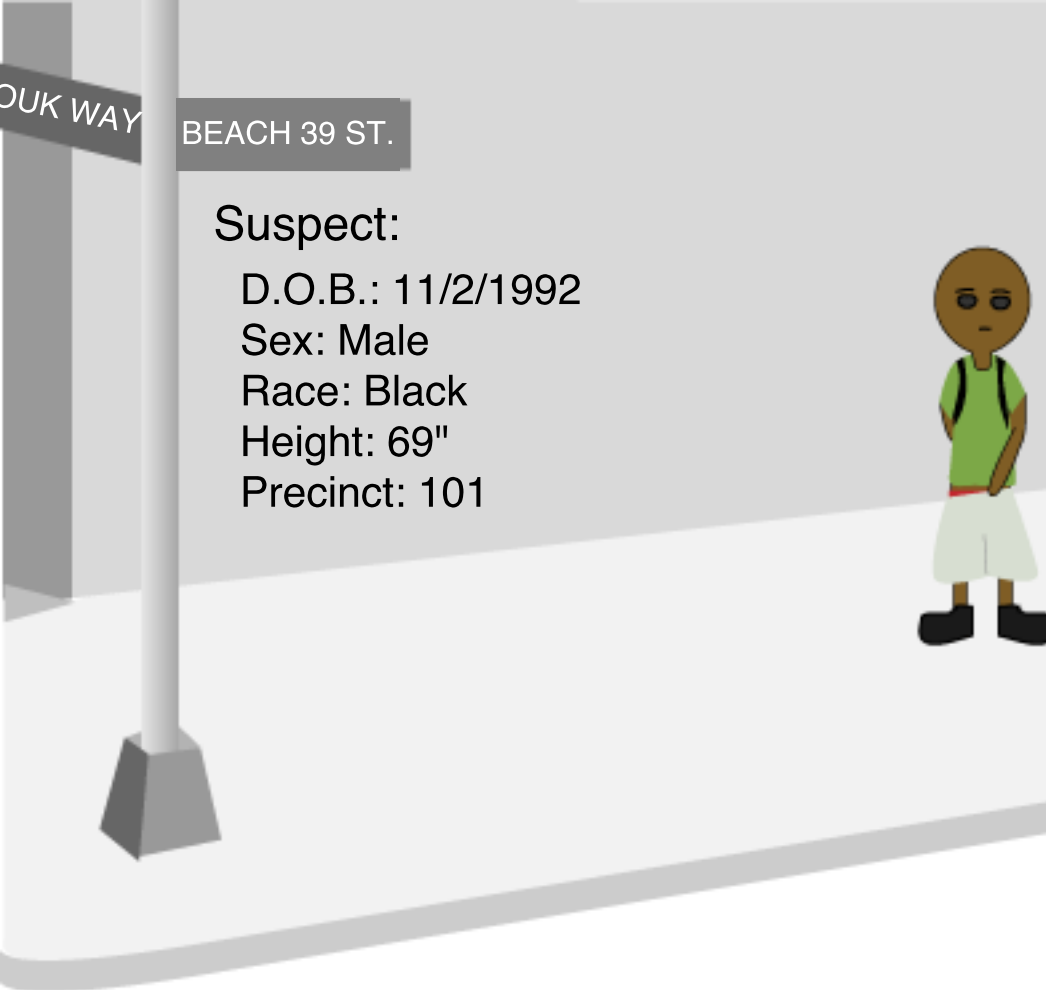 OUK WAY
BEACH 39 ST.
Suspect:
D.O.B.: 11/2/1992
Sex: Male
Race: Black
Height: 69"
Precinct: 101